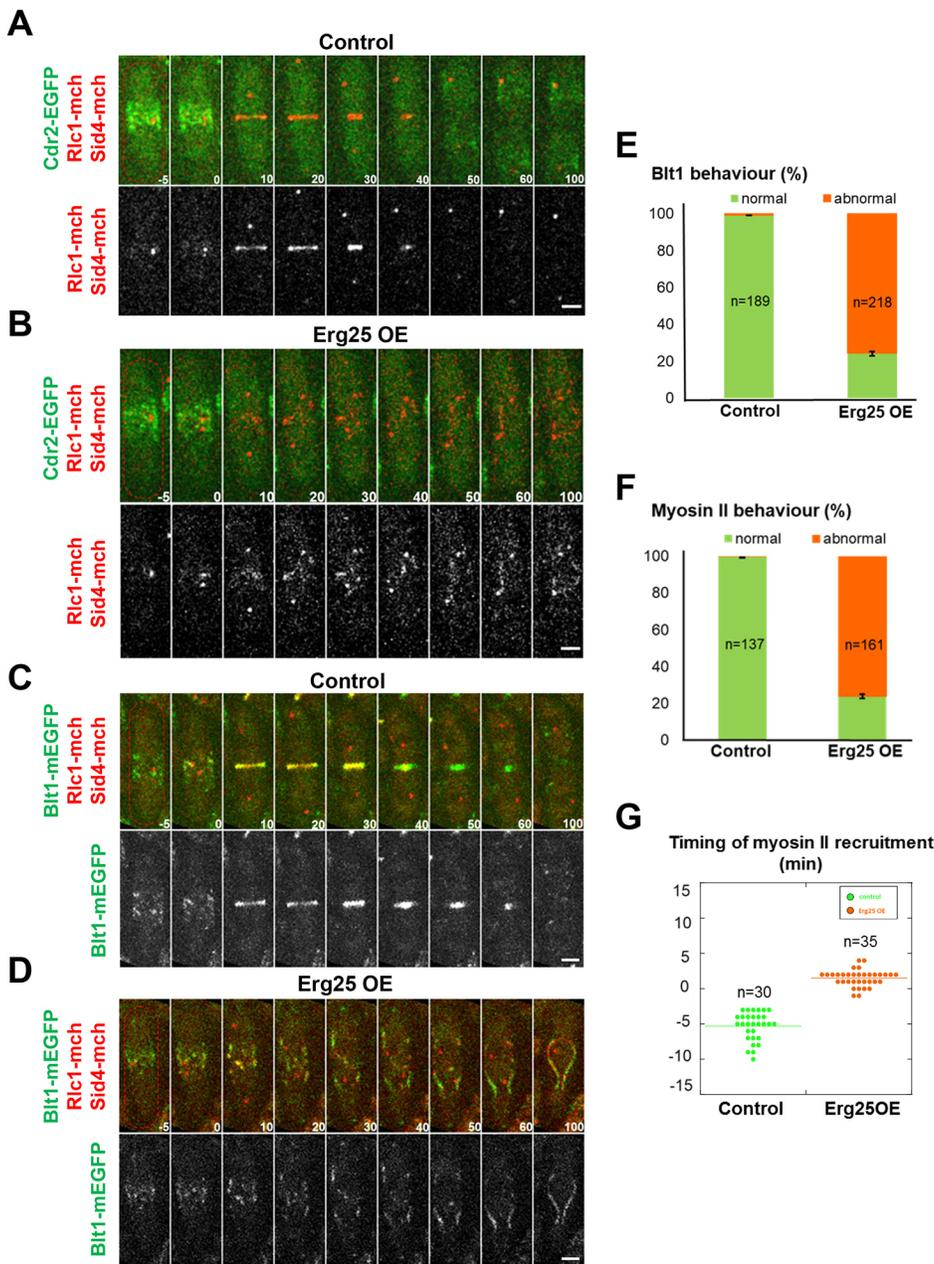 A
Control
Cdr2-EGFP
Rlc1-mch
Sid4-mch
-5 0 10 20 30 40 50 60 100
Rlc1-mch
Sid4-mch
B
Erg25 OE
Cdr2-EGFP
Rlc1-mch
Sid4-mch
-5 0 10 20 30 40 50 60 100
Rlc1-mch
Sid4-mch
C
Control
Blt1-mEGFP
Rlc1-mch
Sid4-mch
-5 0 10 20 30 40 50 60 100
Blt1-mEGFP
D
Erg25 OE
Blt1-mEGFP
Rlc1-mch
Sid4-mch
-5 0 10 20 30 40 50 60 100
Blt1-mEGFP
E
Blt1 behaviour (%)
normal abnormal
100
80
60
40
20
0
n=189 n=218
Control Erg25 OE
F
Myosin II behaviour (%)
normal abnormal
100
80
60
40
20
0
n=137 n=161
Control Erg25 OE
G
Timing of myosin II recruitment
(min)
15
10
5
0
-5
-10
-15
control
Erg25 OE
n=35
n=30
Control Erg25OE